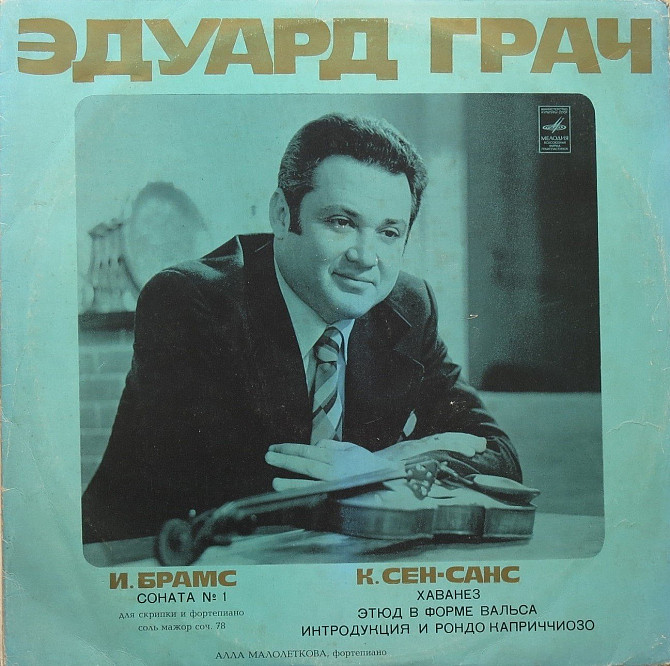 ЭДУАРД ГРАЧ
МЕЛОДИЯ
И. БРАМС
СОНАТА № 1
для скрипки и фортепиано
соль мажор соч. 78
К. СЕН-САНС
ХАВАНЕЗ
ЭТЮД В ФОРМЕ ВАЛЬСА
ИНТРОДУКЦИЯ И РОНДО КАПРИЧЧИОЗО
АЛЛА МАЛОЛЕТКОВА, фортепиано